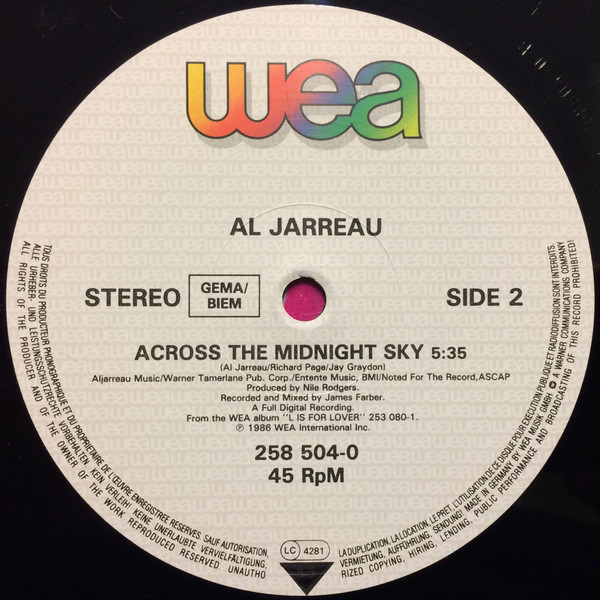 wea
AL JARREAU
STEREO GEMA/ BIEM SIDE 2
ACROSS THE MIDNIGHT SKY 5:35
(Al Jarreau/Richard Page/Jay Graydon)
Aljarreau Music/Warner Tamerlane Pub. Corp./Entente Music, BMI/Noted For The Record,ASCAP
Produced by Nile Rodgers.
Recorded and Mixed by James Farber.
A Full Digital Recording.
From the WEA album "L IS FOR LOVER" 253 080-1.
℗ 1986 WEA International Inc.
258 504-0
45 RpM
TOUS DROITS DU PRODUCTEUR PHONOGRAPHIQUE ET DU PROPRIETAIRE DE L'ŒUVRE ENREGISTREE RESERVES. SAUF AUTORISATION,
ALLE URHEBER- UND LEISTUNGSSCHUTZRECHTE VORBEHALTEN. KEIN VERLEIH! KEINE UNERLAUBTE VERVIELFÄLTIGUNG,
ALL RIGHTS OF THE PRODUCER AND OF THE OWNER OF THE WORK REPRODUCED RESERVED. UNAUTHO
LC 4281
LA DUPLICATION, LA LOCATION, LE PRET, L'UTILISATION DE CE DISQUE POUR EXECUTION PUBLIQUE ET RADIODIFFUSION SONT INTERDITS.
VERMIETUNG, AUFFÜHRUNG, SENDUNG! MADE IN GERMANY BY WEA MUSIK GMBH. A WARNER COMMUNICATIONS COMPANY
RIZED COPYING, HIRING, LENDING, PUBLIC PERFORMANCE AND BROADCASTING OF THIS RECORD PROHIBITED!